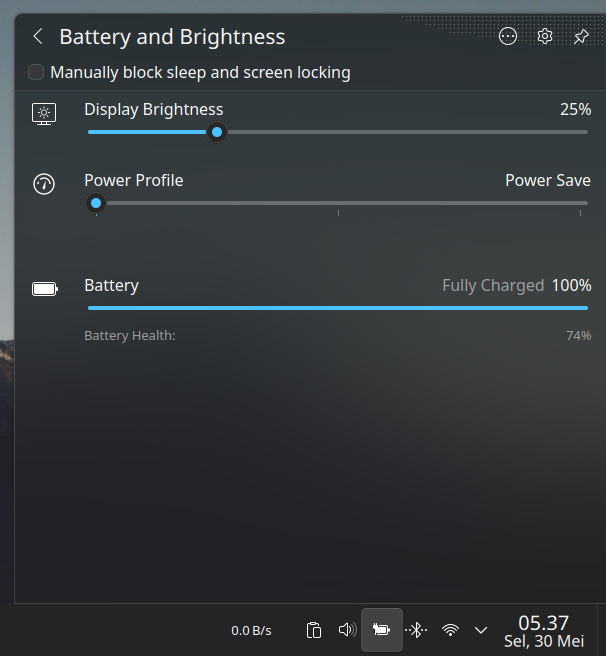 Battery and Brightness
Manually block sleep and screen locking
Display Brightness 25%
Power Profile Power Save
Battery Fully Charged 100%
Battery Health: 74%
0.0 B/s 05.37
Sel, 30 Mei